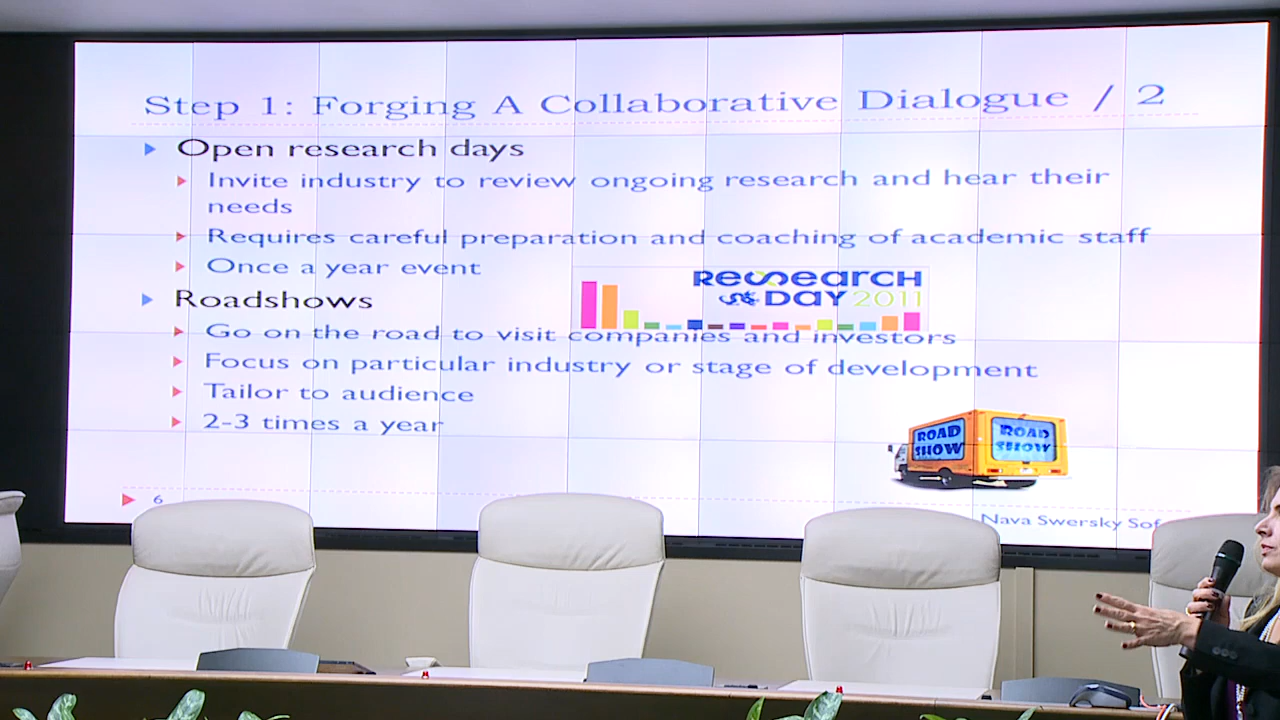 Step 1: Forging A Collaborative Dialogue / 2
Open research days
Invite industry to review ongoing research and hear their
needs
Requires careful preparation and coaching of academic staff
Once a year event
ReSearch
Day 2011
Roadshows
Go on the road to visit companies and investors
Focus on particular industry or stage of development
Tailor to audience
2-3 times a year
ROAD
SHOW
ROAD
SHOW
6
Nava Swersky